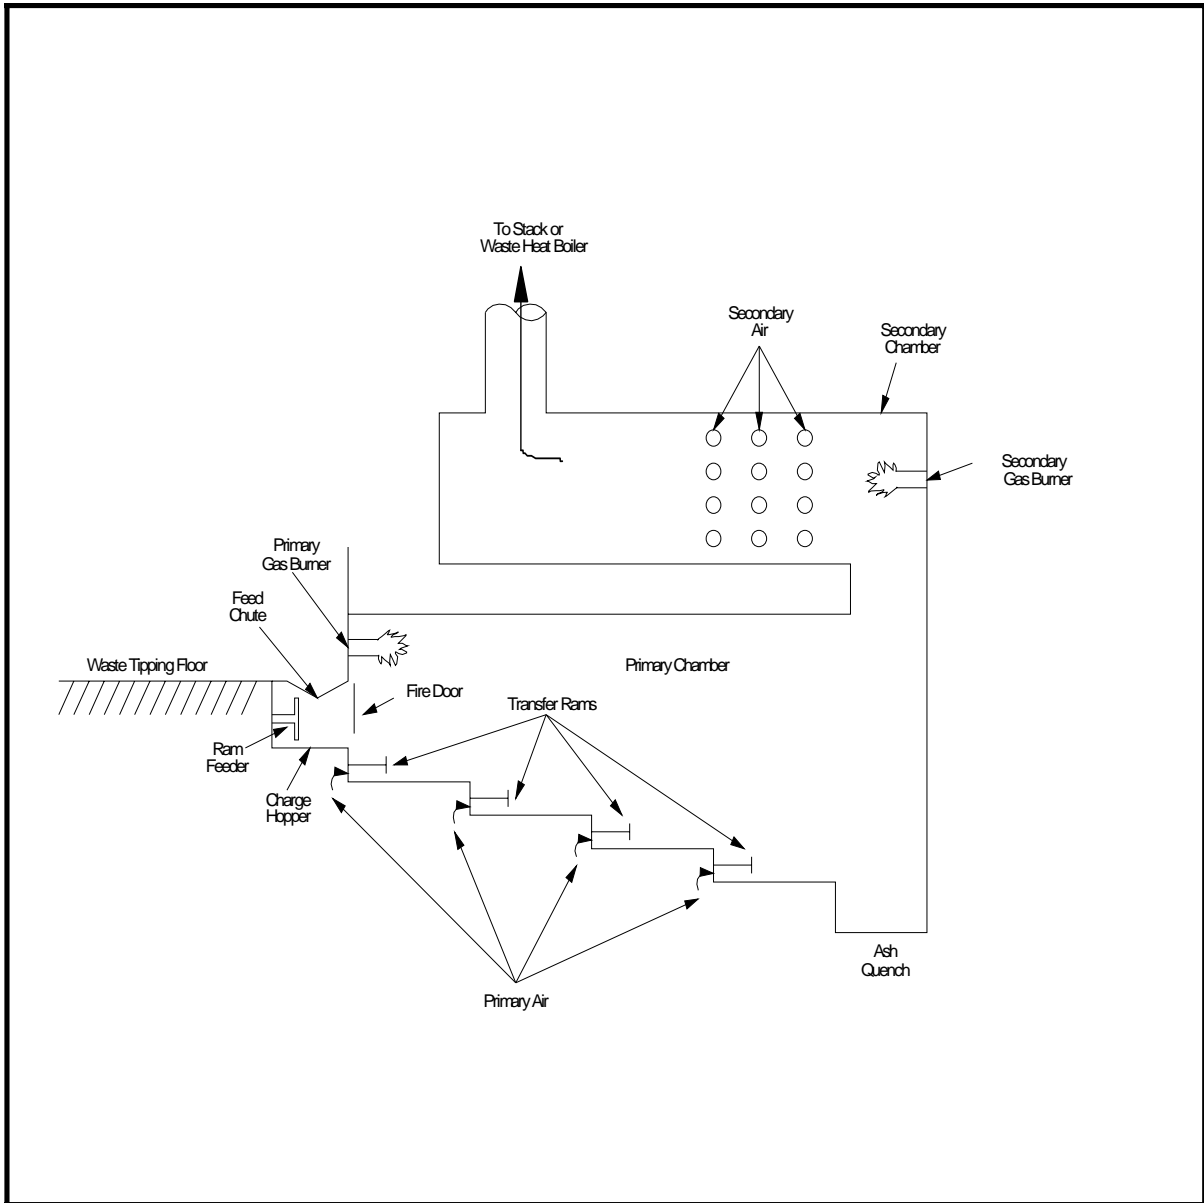 To Stack or
Waste Heat Boiler
Secondary
Air
Secondary
Chamber
Secondary
Gas Burner
Primary
Gas Burner
Feed
Chute
Waste Tipping Floor
Primary Chamber
Fire Door
Transfer Rams
Ram
Feeder
Charge
Hopper
Ash
Quench
Primary Air